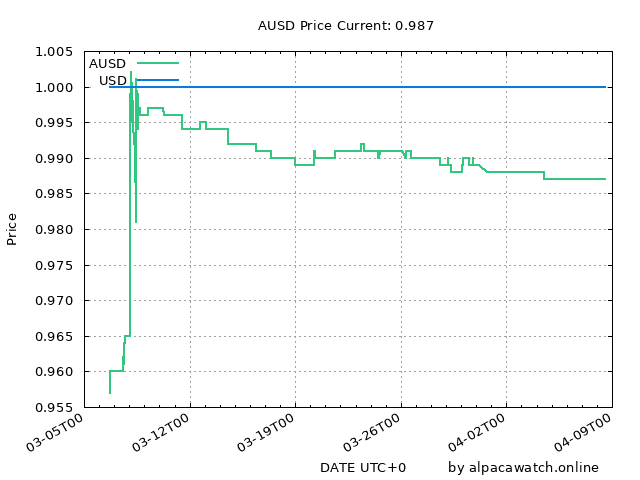 AUSD Price Current: 0.987
1.005
1.000
0.995
0.990
0.985
0.980
0.975
0.970
0.965
0.960
0.955
Price
AUSD
USD
03-05T00
03-12T00
03-19T00
03-26T00
04-02T00
04-09T00
DATE UTC+0
by alpacawatch.online